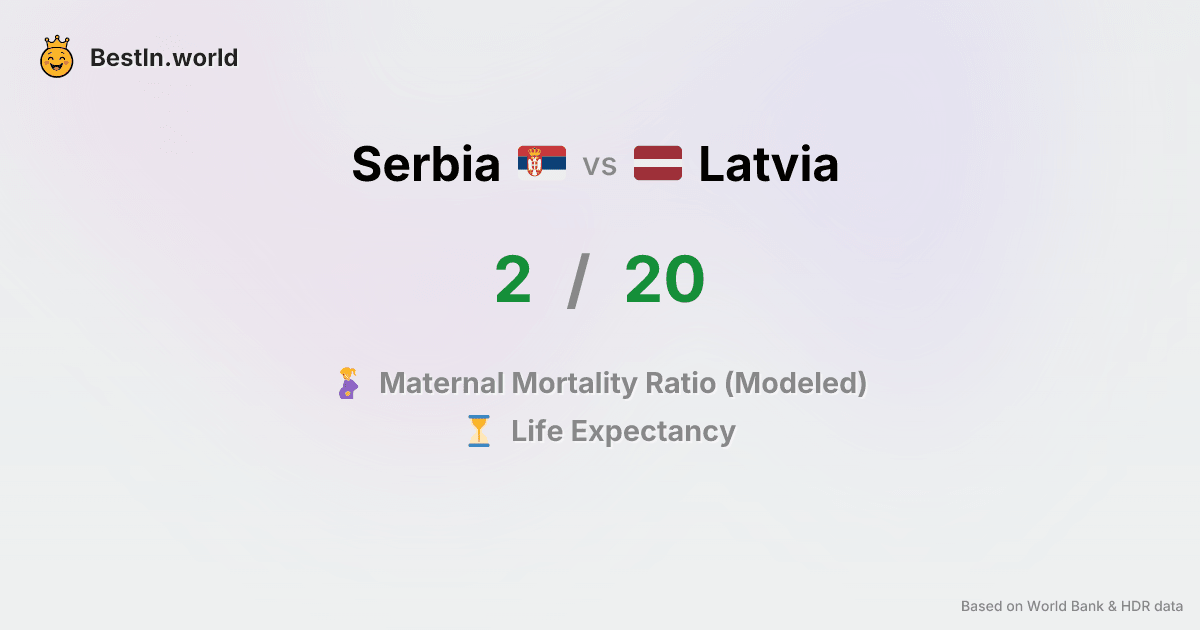 BestIn.world
Serbia vs Latvia
2 / 20
Maternal Mortality Ratio (Modeled)
Life Expectancy
Based on World Bank & HDR data